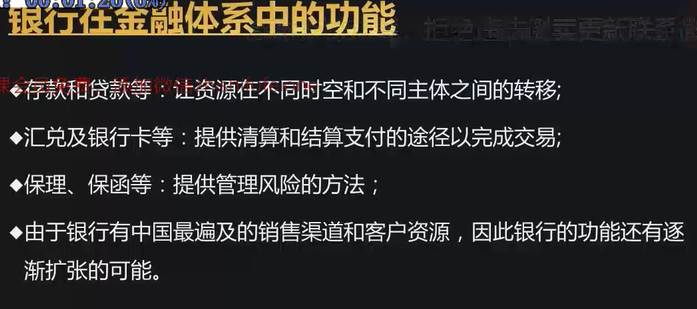 银行在金融体系中的功能
◆存款和贷款等：让资源在不同时空和不同主体之间的转移;
◆汇兑及银行卡等：提供清算和结算支付的途径以完成交易;
◆保理、保函等：提供管理风险的方法；
◆由于银行有中国最遍及的销售渠道和客户资源，因此银行的功能还有逐
渐扩张的可能。